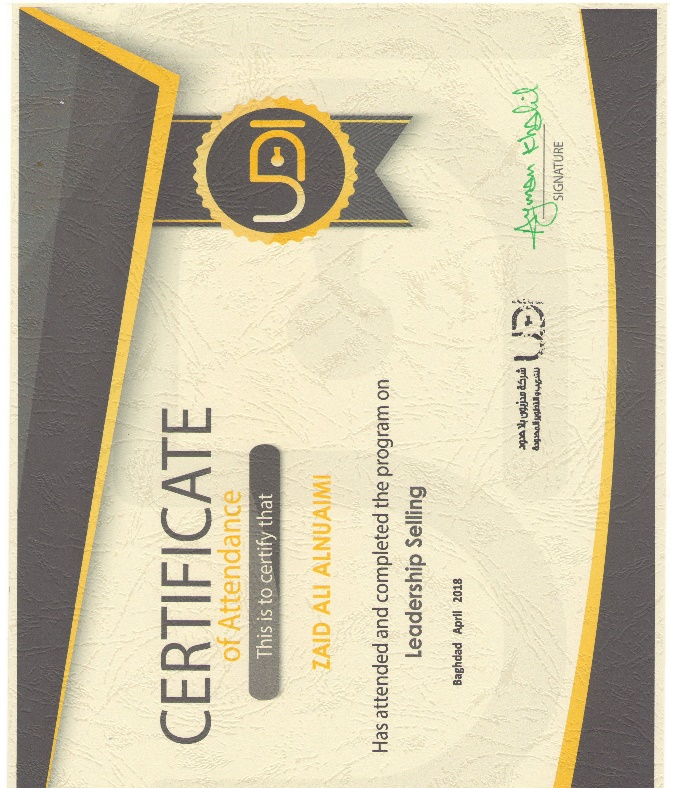 CERTIFICATE
of Attendance
This is to certify that
ZAID ALI ALNUAIMI
Has attended and completed the program on
Leadership Selling
Baghdad April 2018
شركة مدربون بلا حدود
للتدريب والتطوير المحدودة
Ayman Khalil
SIGNATURE